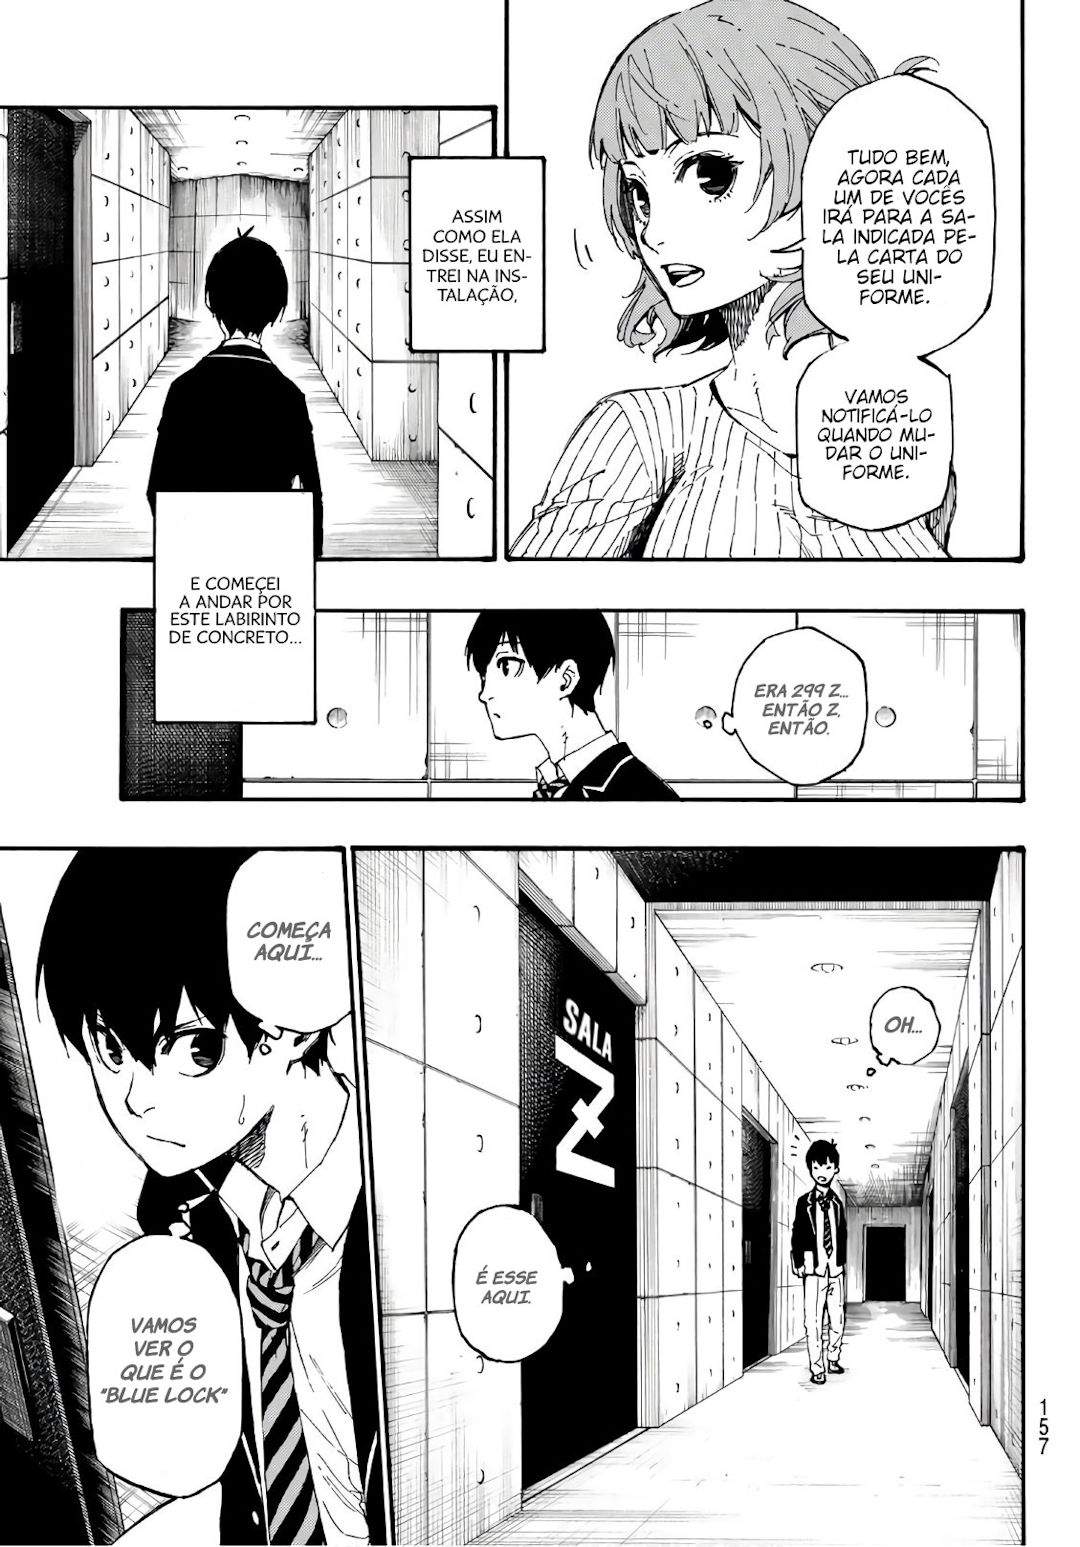 TUDO BEM,
AGORA CADA
UM DE VOCÊS
IRÁ PARA A SA-
LA INDICADA PE-
LA CARTA DO
SEU UNI-
FORME.
VAMOS
NOTIFICÁ-LO
QUANDO MU-
DAR O UNI-
FORME.
ASSIM
COMO ELA
DISSE, EU EN-
TREI NA INS-
TALAÇÃO,
E COMEÇEI
A ANDAR POR
ESTE LABIRINTO
DE CONCRETO...
ERA 299 Z...
ENTÃO Z,
ENTÃO.
OH...
SALA
Z
É ESSE
AQUI.
COMEÇA
AQUI...
VAMOS
VER O
QUE É O
"BLUE LOCK"
157